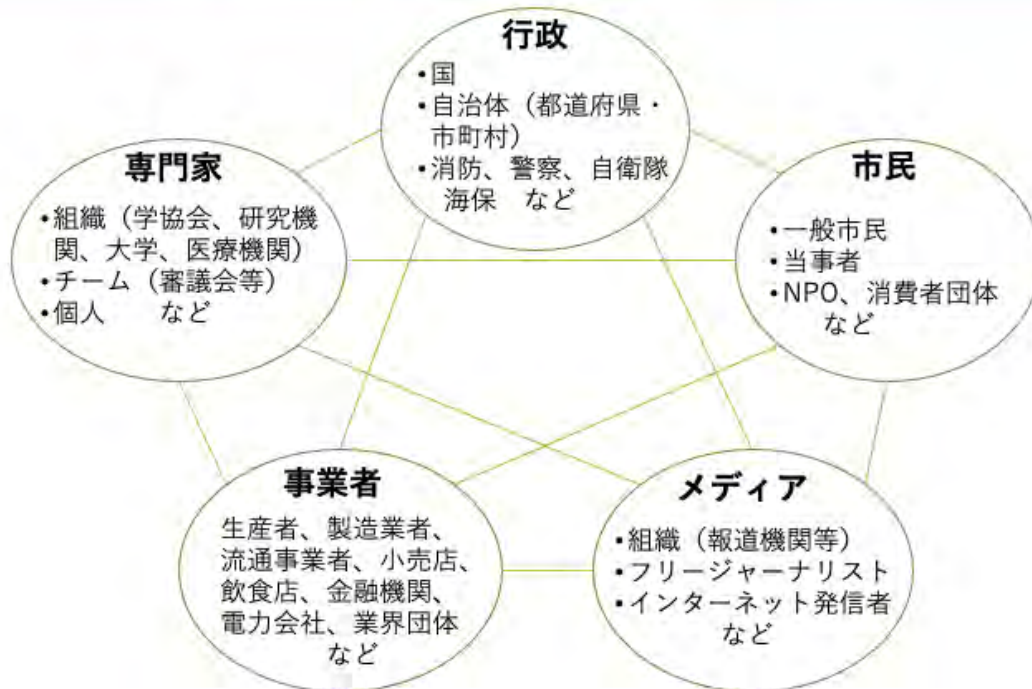 行政
•国
•自治体（都道府県・
市町村）
•消防、警察、自衛隊
海保　など
専門家
•組織（学協会、研究機
関、大学、医療機関）
•チーム（審議会等）
•個人　　など
市民
•一般市民
•当事者
•NPO、消費者団体
など
事業者
生産者、製造業者、
流通事業者、小売店、
飲食店、金融機関、
電力会社、業界団体
など
メディア
•組織（報道機関等）
•フリージャーナリスト
•インターネット発信者
など